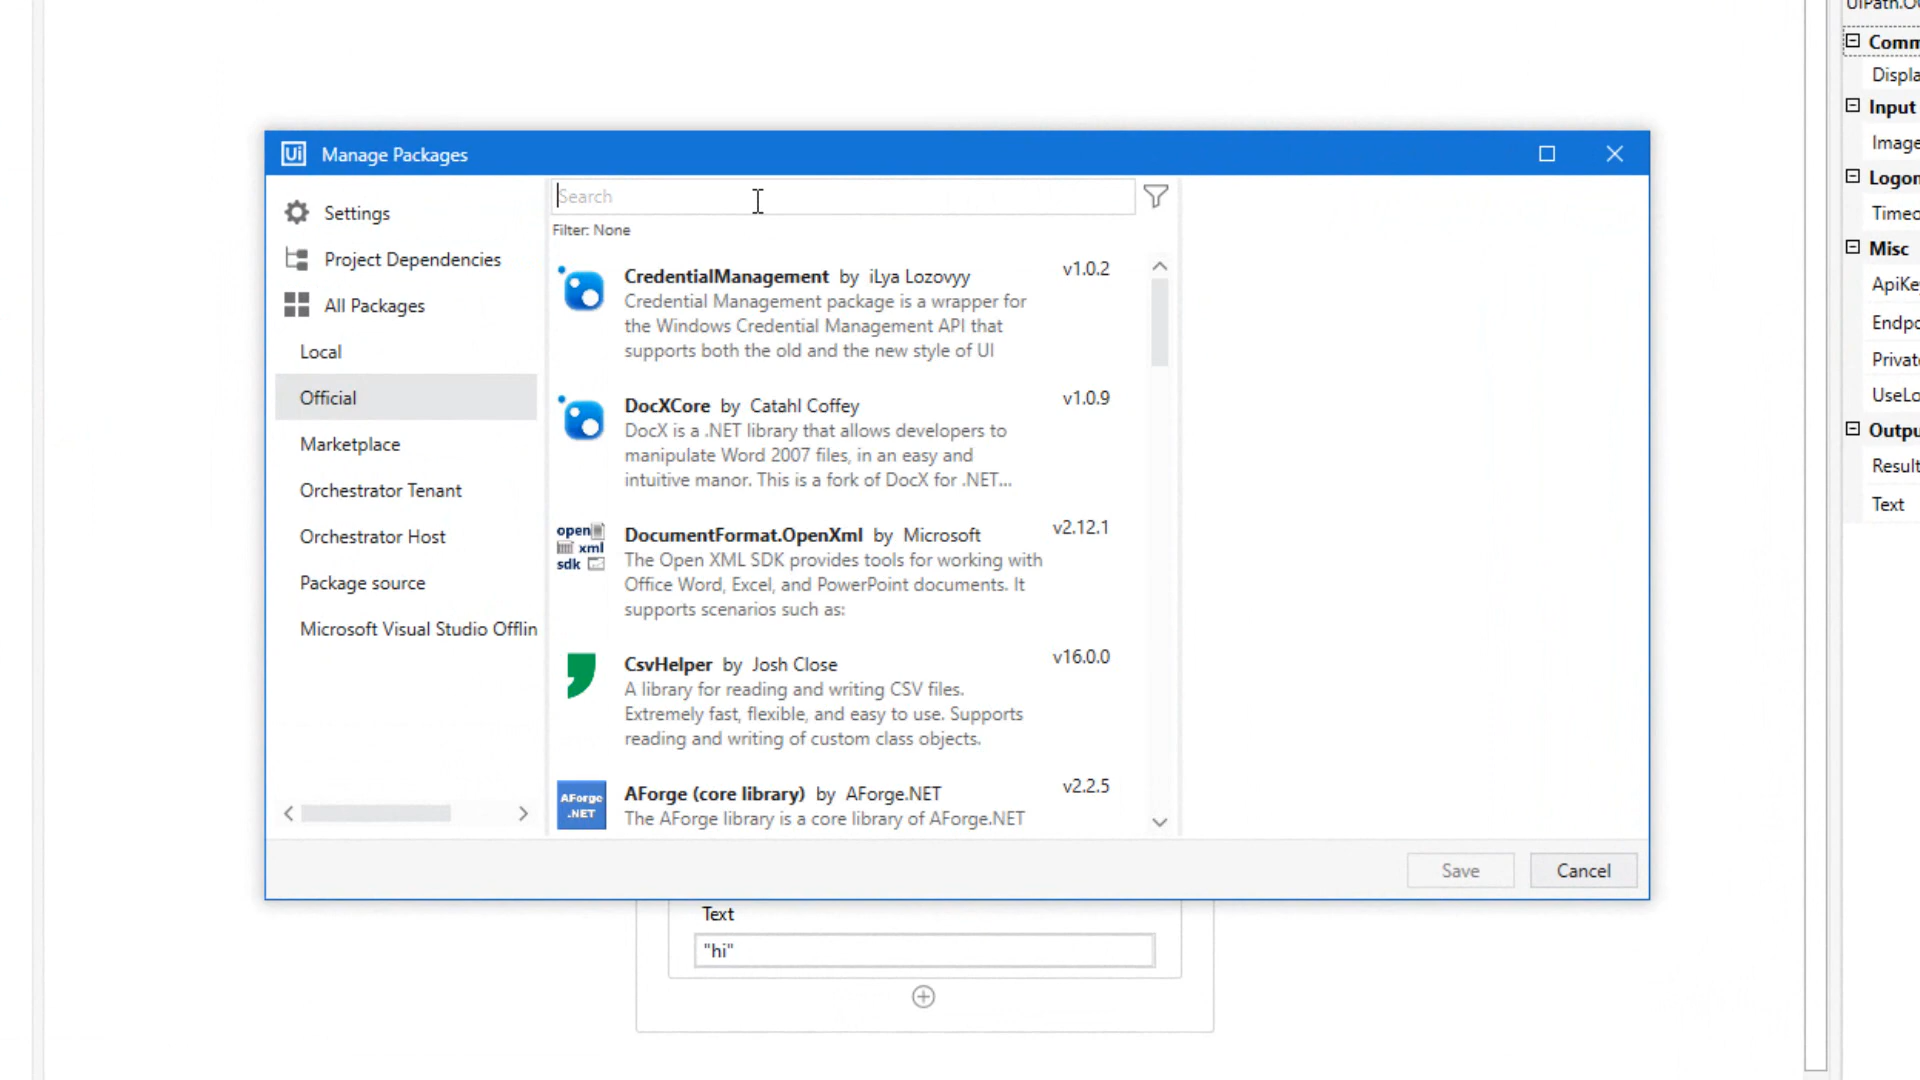 Ui Manage Packages
Settings
Project Dependencies
All Packages
Local
Official
Marketplace
Orchestrator Tenant
Orchestrator Host
Package source
Microsoft Visual Studio Offlin
Search
Filter: None
CredentialManagement by iLya Lozovyy v1.0.2
Credential Management package is a wrapper for
the Windows Credential Management API that
supports both the old and the new style of UI
DocXCore by Catahl Coffey v1.0.9
DocX is a .NET library that allows developers to
manipulate Word 2007 files, in an easy and
intuitive manor. This is a fork of DocX for .NET...
open xml sdk
DocumentFormat.OpenXml by Microsoft v2.12.1
The Open XML SDK provides tools for working with
Office Word, Excel, and PowerPoint documents. It
supports scenarios such as:
CsvHelper by Josh Close v16.0.0
A library for reading and writing CSV files.
Extremely fast, flexible, and easy to use. Supports
reading and writing of custom class objects.
AForge .NET
AForge (core library) by AForge.NET v2.2.5
The AForge library is a core library of AForge.NET
Save Cancel
Text
"hi"
UiPath.O
Comm
Displa
Input
Image
Logon
Timeo
Misc
ApiKe
Endpo
Privat
UseLo
Outpu
Result
Text